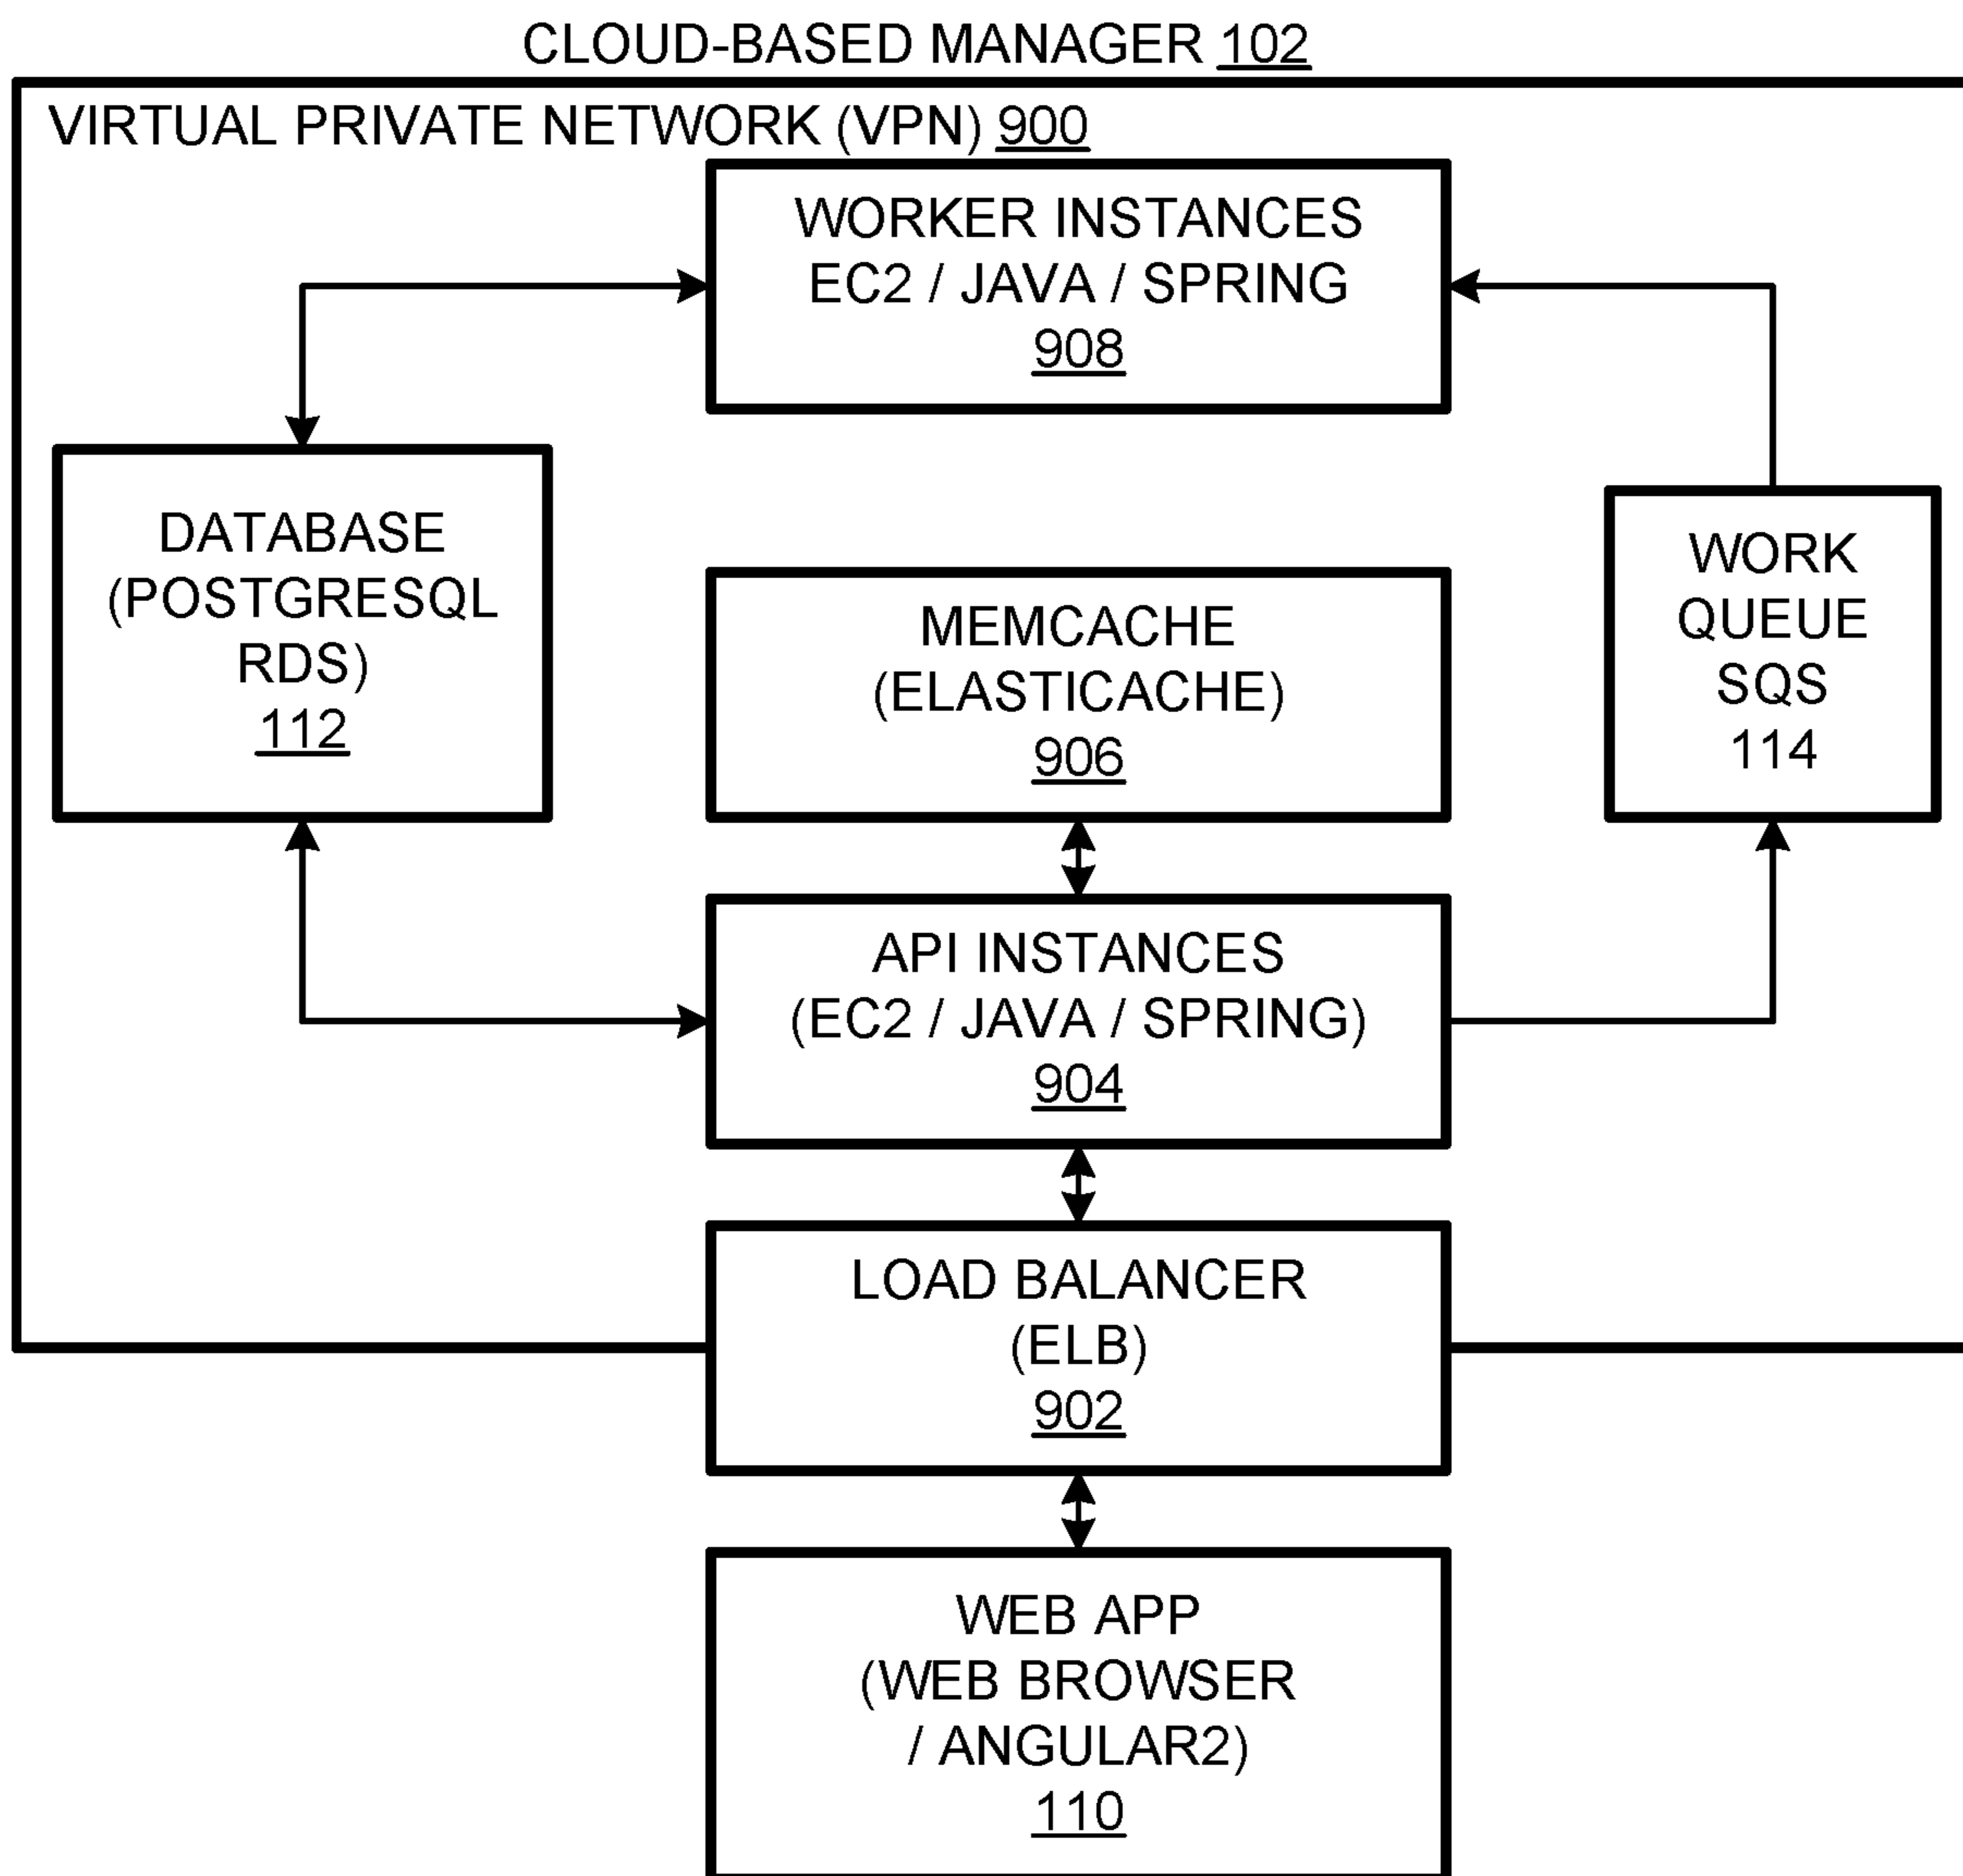 CLOUD-BASED MANAGER 102
VIRTUAL PRIVATE NETWORK (VPN) 900
WORKER INSTANCES
EC2 / JAVA / SPRING
908
DATABASE
(POSTGRESQL
RDS)
112
MEMCACHE
(ELASTICACHE)
906
WORK
QUEUE
SQS
114
API INSTANCES
(EC2 / JAVA / SPRING)
904
LOAD BALANCER
(ELB)
902
WEB APP
(WEB BROWSER
/ ANGULAR2)
110